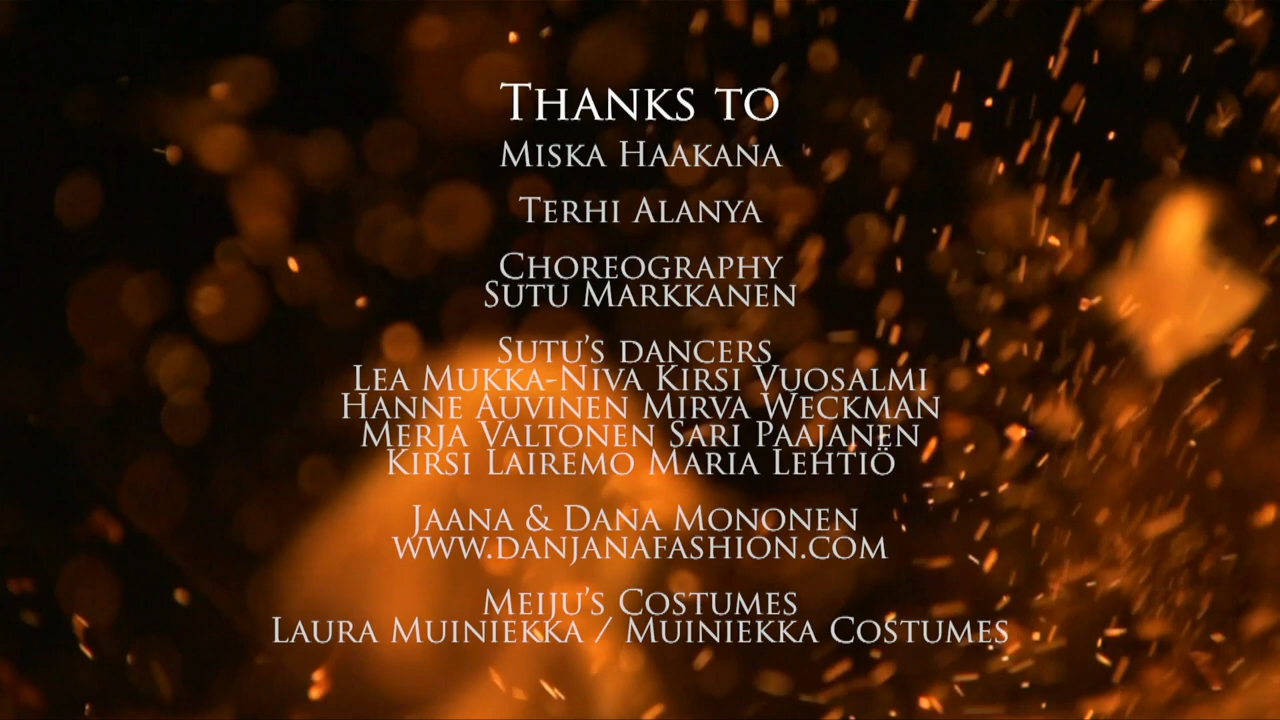 Thanks to
Miska Haakana
Terhi Alanya
Choreography
Sutu Markkanen
Sutu's dancers
Lea Mukka-Niva Kirsi Vuosalmi
Hanne Auvinen Mirva Weckman
Merja Valtonen Sari Paajanen
Kirsi Lairemo Maria Lehtiö
Jaana & Dana Mononen
www.danjanafashion.com
Meiju's Costumes
Laura Muiniekka / Muiniekka Costumes